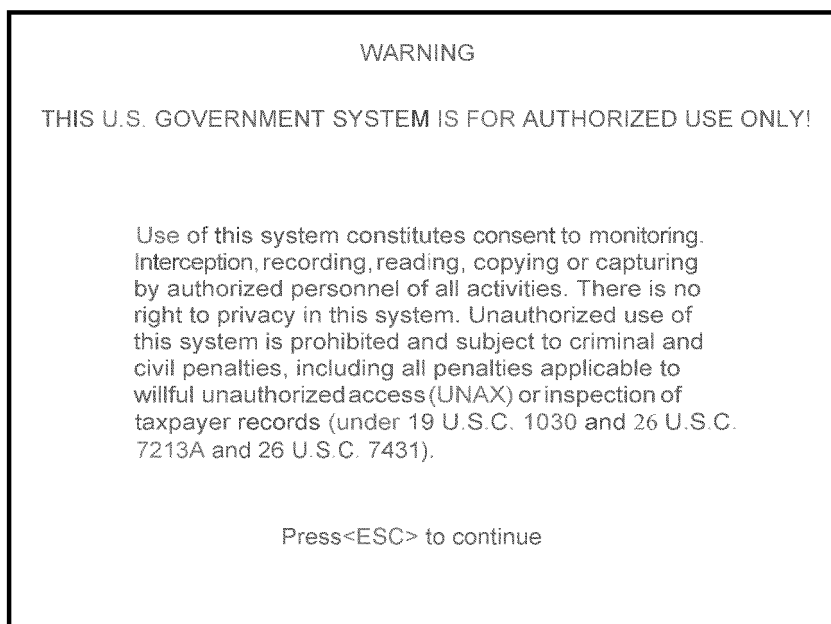 WARNING
THIS U.S. GOVERNMENT SYSTEM IS FOR AUTHORIZED USE ONLY!
Use of this system constitutes consent to monitoring.
Interception, recording, reading, copying or capturing
by authorized personnel of all activities. There is no
right to privacy in this system. Unauthorized use of
this system is prohibited and subject to criminal and
civil penalties, including all penalties applicable to
willful unauthorized access (UNAX) or inspection of
taxpayer records (under 19 U.S.C. 1030 and 26 U.S.C.
7213A and 26 U.S.C. 7431).
Press<ESC> to continue